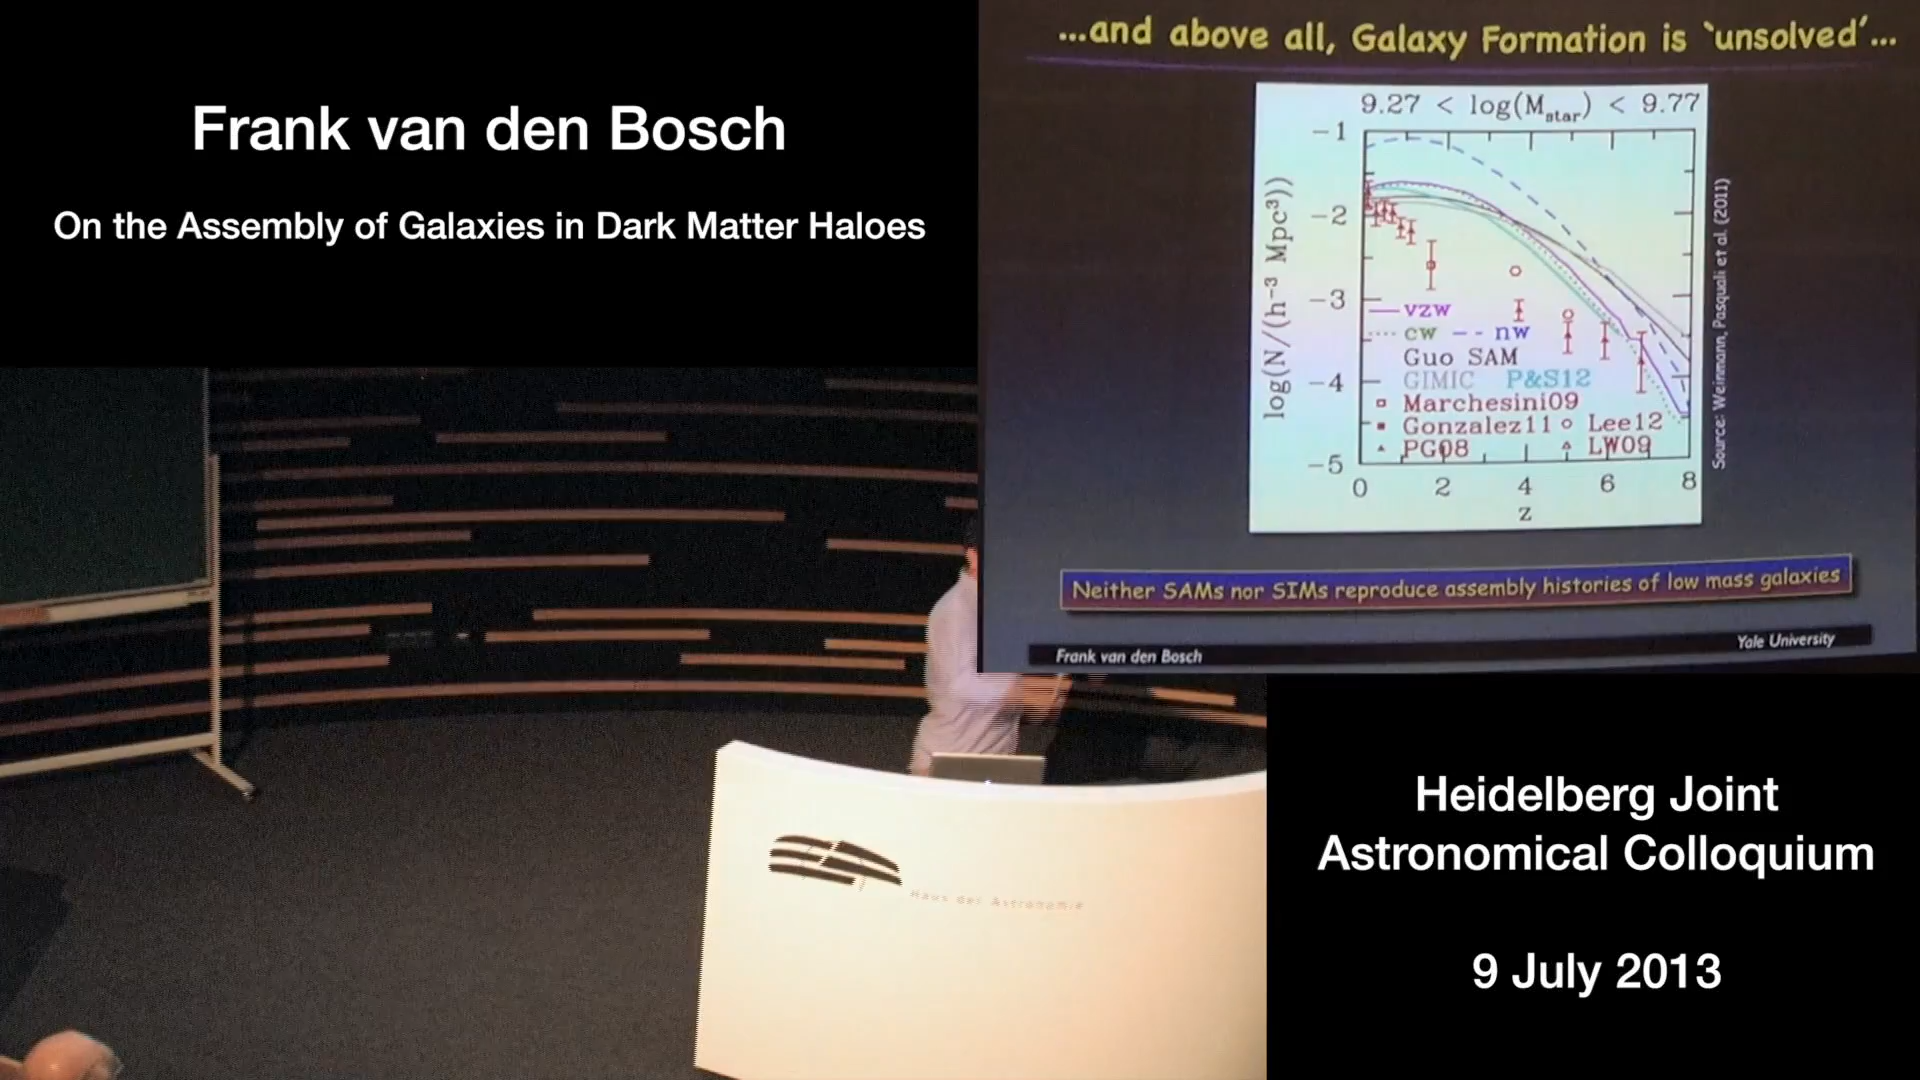 Frank van den Bosch
On the Assembly of Galaxies in Dark Matter Haloes
...and above all, Galaxy Formation is `unsolved'...
9.27 < log(Mstar) < 9.77
log(N/(h⁻³ Mpc³))
-1
-2
-3
-4
-5
vzw
cw nw
Guo SAM
GIMIC P&S12
Marchesini09
Gonzalez11 Lee12
PG08 LW09
0 2 4 6 8
z
Source: Weinmann, Pasquali et al. (2011)
Neither SAMs nor SIMs reproduce assembly histories of low mass galaxies
Frank van den Bosch
Yale University
Haus der Astronomie
Heidelberg Joint
Astronomical Colloquium
9 July 2013